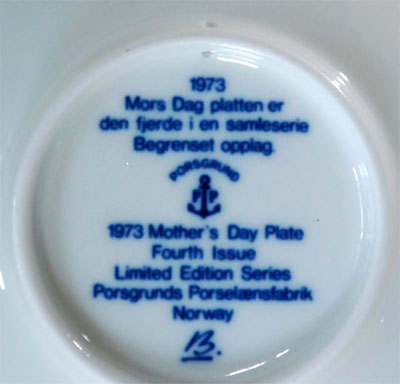 1973
Mors Dag platten er
den fjerde i en samleserie
Begrenset opplag.
PORSGRUND
P P
1973 Mother's Day Plate
Fourth Issue
Limited Edition Series
Porsgrunds Porselænsfabrik
Norway
B.